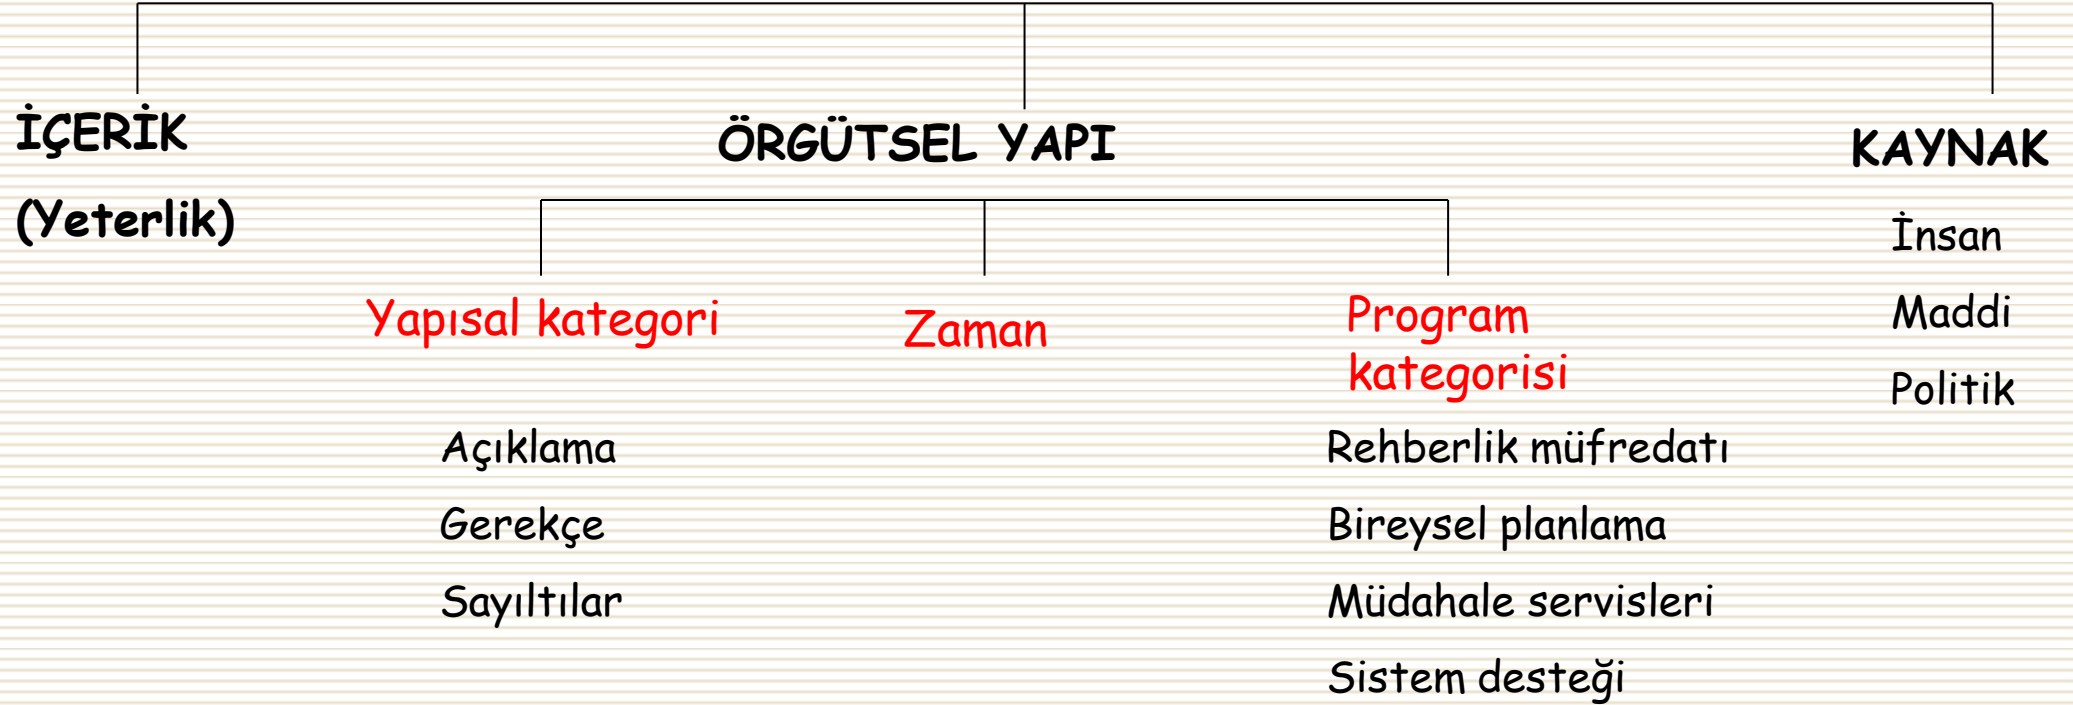 İÇERİK
(Yeterlik)
ÖRGÜTSEL YAPI
Yapısal kategori
Açıklama
Gerekçe
Sayıltılar
Zaman
Program
kategorisi
Rehberlik müfredatı
Bireysel planlama
Müdahale servisleri
Sistem desteği
KAYNAK
İnsan
Maddi
Politik